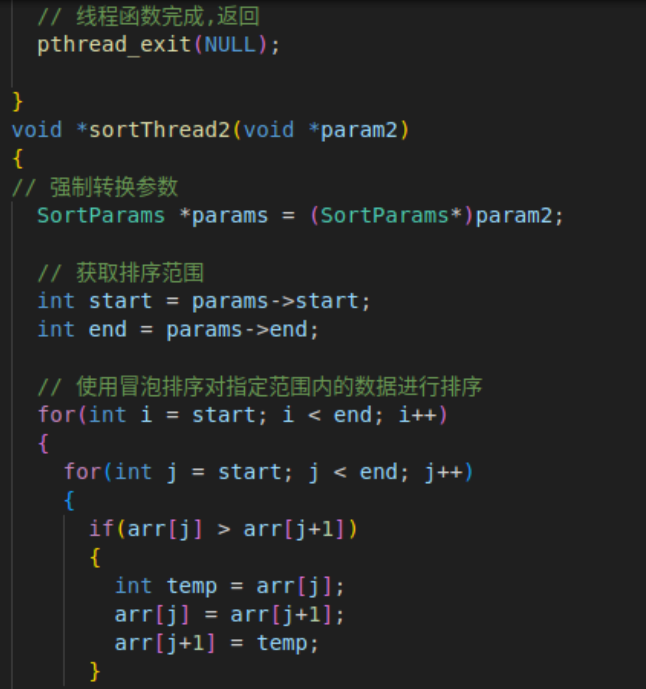 // 线程函数完成,返回
pthread_exit(NULL);
}
void *sortThread2(void *param2)
{
// 强制转换参数
SortParams *params = (SortParams*)param2;
// 获取排序范围
int start = params->start;
int end = params->end;
// 使用冒泡排序对指定范围内的数据进行排序
for(int i = start; i < end; i++)
{
for(int j = start; j < end; j++)
{
if(arr[j] > arr[j+1])
{
int temp = arr[j];
arr[j] = arr[j+1];
arr[j+1] = temp;
}